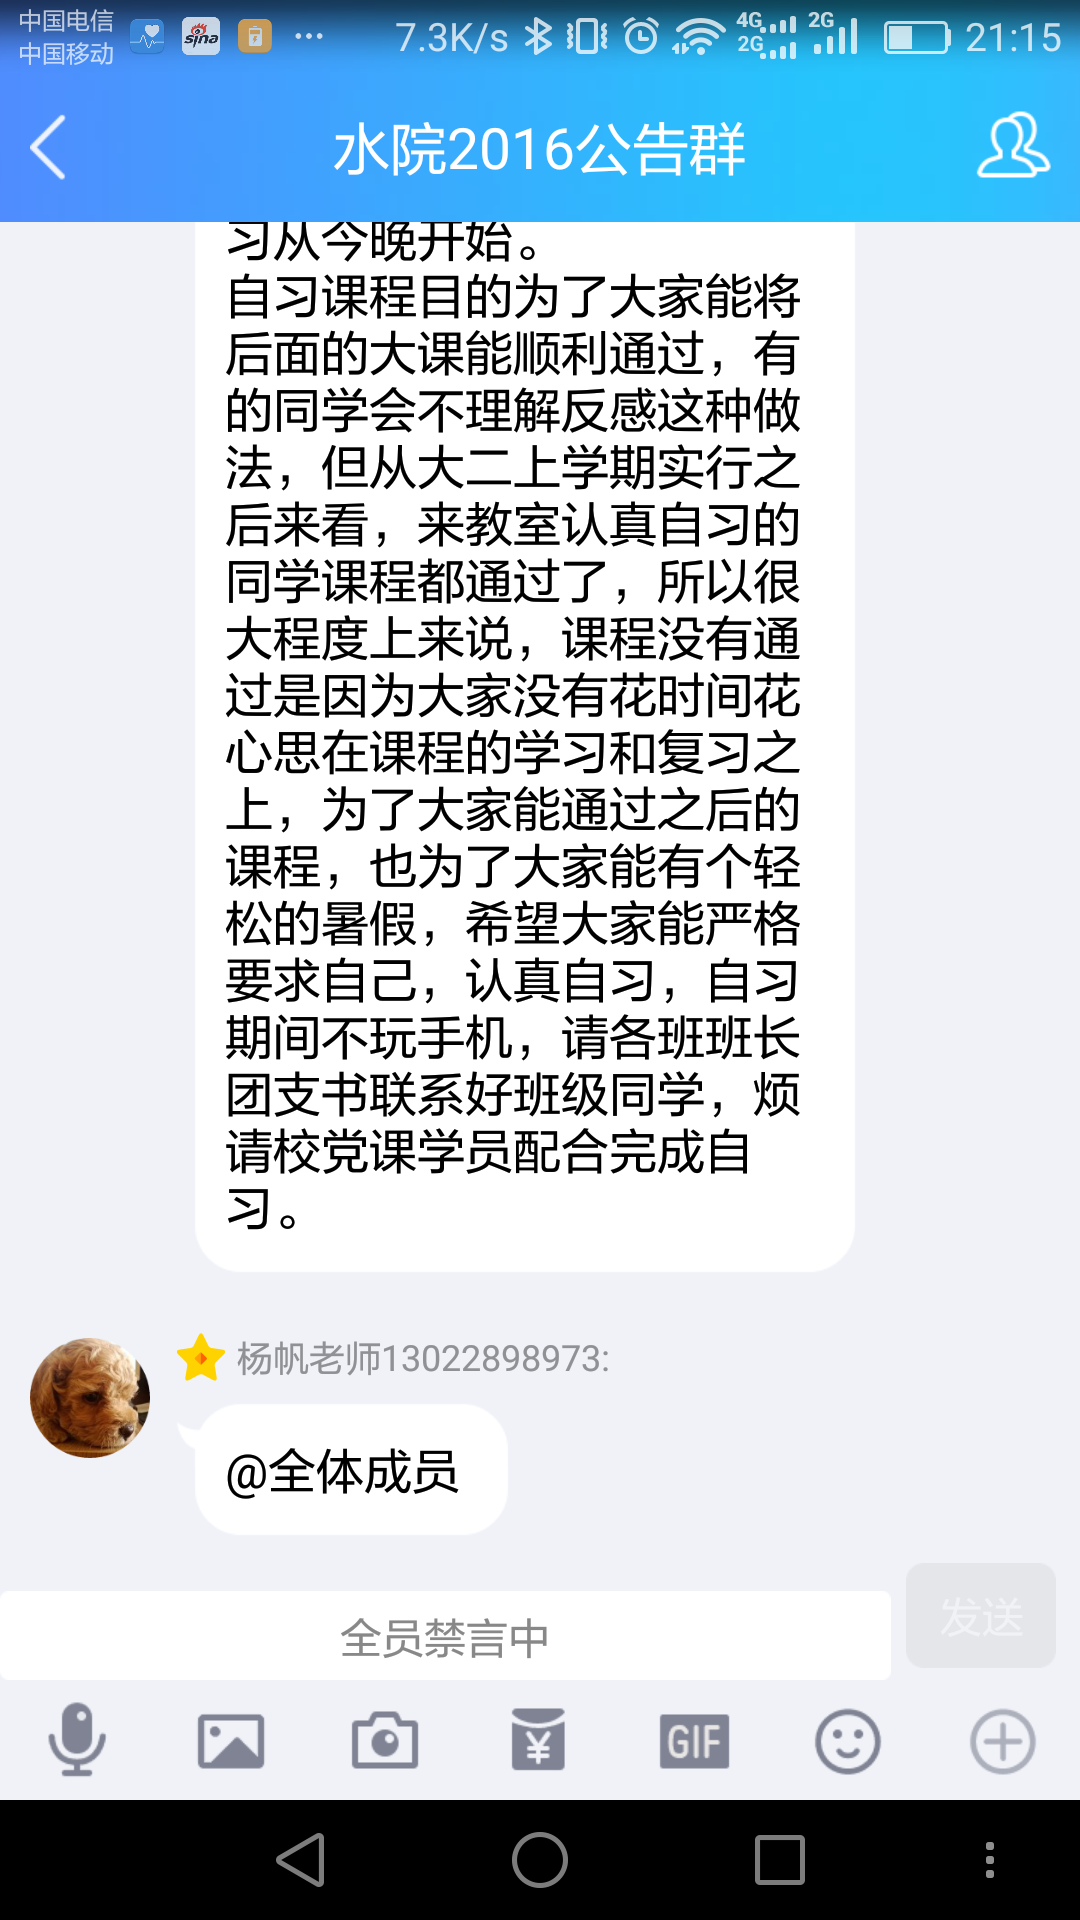 中国电信
中国移动
sina
7.3K/s
4G
2G
2G
21:15
水院2016公告群
习从今晚开始。
自习课程目的为了大家能将
后面的大课能顺利通过，有
的同学会不理解反感这种做
法，但从大二上学期实行之
后来看，来教室认真自习的
同学课程都通过了，所以很
大程度上来说，课程没有通
过是因为大家没有花时间花
心思在课程的学习和复习之
上，为了大家能通过之后的
课程，也为了大家能有个轻
松的暑假，希望大家能严格
要求自己，认真自习，自习
期间不玩手机，请各班班长
团支书联系好班级同学，烦
请校党课学员配合完成自
习。
杨帆老师13022898973:
@全体成员
全员禁言中
发送
¥
GIF